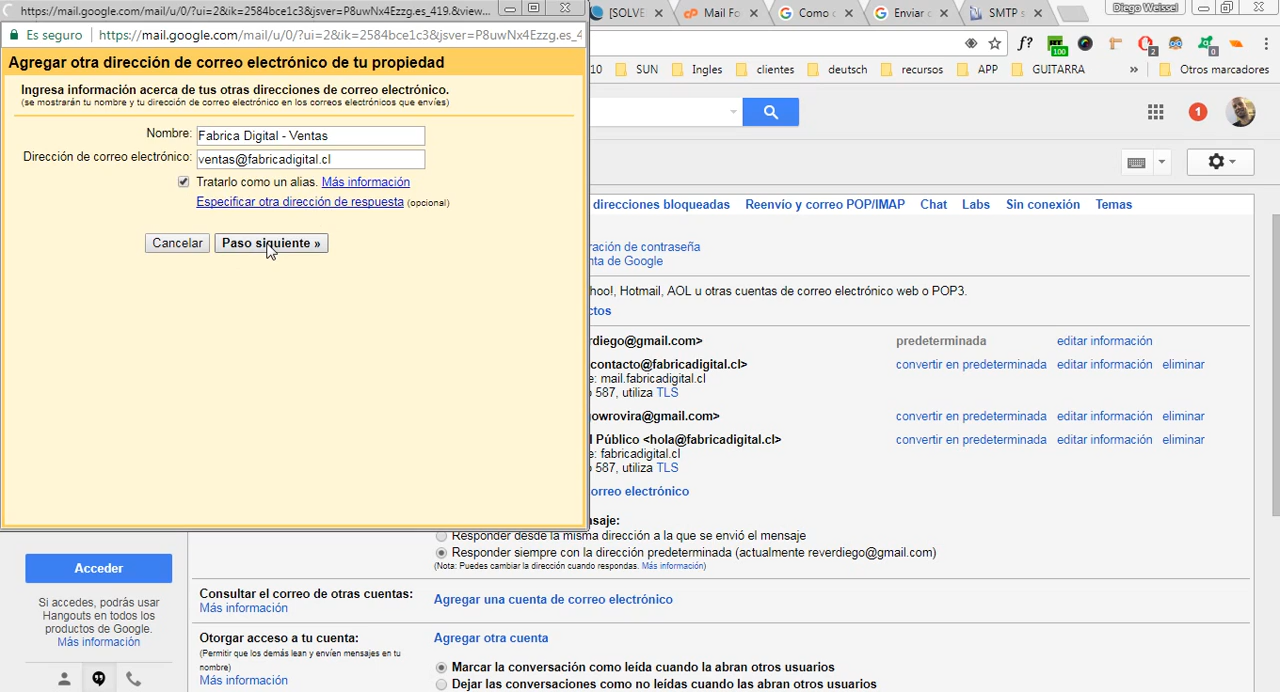 https://mail.google.com/mail/u/0/?ui=2&ik=2584bce1c3&jsver=P8uwNx4Ezzg.es_419.&view...
Es seguro
https://mail.google.com/mail/u/0/?ui=2&ik=2584bce1c3&jsver=P8uwNx4Ezzg.es_4
Agregar otra dirección de correo electrónico de tu propiedad
Ingresa información acerca de tus otras direcciones de correo electrónico.
(se mostrarán tu nombre y tu dirección de correo electrónico en los correos electrónicos que envíes)
Nombre: Fabrica Digital - Ventas
Dirección de correo electrónico: ventas@fabricadigital.cl
Tratarlo como un alias. Más información
Especificar otra dirección de respuesta (opcional)
Cancelar
Paso siguiente »
[SOLVE
Mail Fo
Como
Enviar
SMTP s
Diego Weissel
f?
100
2
0
10
SUN
Ingles
clientes
deutsch
recursos
APP
GUITARRA
»
Otros marcadores
1
direcciones bloqueadas
Reenvío y correo POP/IMAP
Chat
Labs
Sin conexión
Temas
ración de contraseña
nta de Google
hoo!, Hotmail, AOL u otras cuentas de correo electrónico web o POP3.
ctos
rdiego@gmail.com> predeterminada editar información
contacto@fabricadigital.cl> convertir en predeterminada editar información eliminar
e: mail.fabricadigital.cl
o 587, utiliza TLS
gowrovira@gmail.com> convertir en predeterminada editar información eliminar
l Público <hola@fabricadigital.cl> convertir en predeterminada editar información eliminar
e: fabricadigital.cl
o 587, utiliza TLS
orreo electrónico
nsaje:
Responder desde la misma dirección a la que se envió el mensaje
Responder siempre con la dirección predeterminada (actualmente reverdiego@gmail.com)
(Nota: Puedes cambiar la dirección cuando respondas. Más información)
Consultar el correo de otras cuentas:
Más información
Agregar una cuenta de correo electrónico
Otorgar acceso a tu cuenta:
(Permitir que los demás lean y envíen mensajes en tu
nombre)
Más información
Agregar otra cuenta
Marcar la conversación como leída cuando la abran otros usuarios
Dejar las conversaciones como no leídas cuando las abran otros usuarios
Acceder
Si accedes, podrás usar
Hangouts en todos los
productos de Google.
Más información